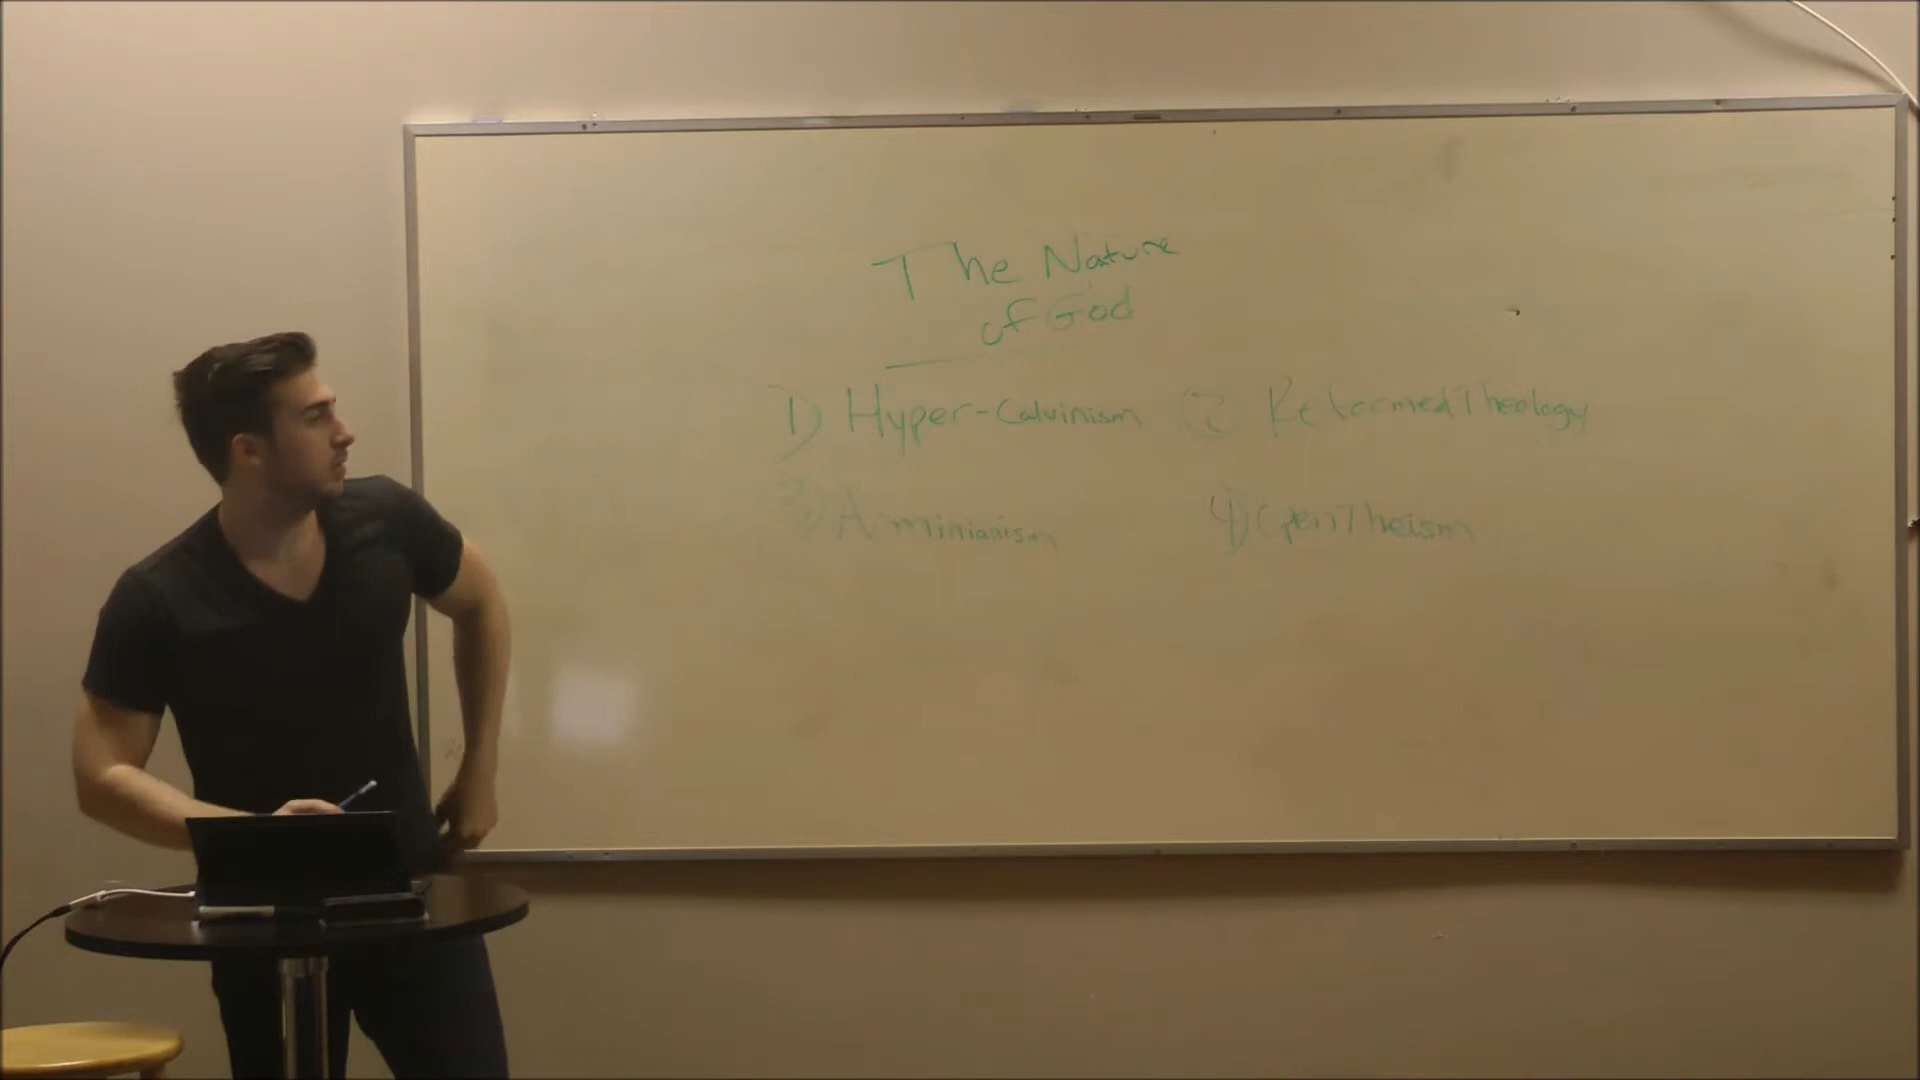 The Nature
of God
1) Hyper-Calvinism 2 Reformed Theology
3) Arminianism 4) Open Theism